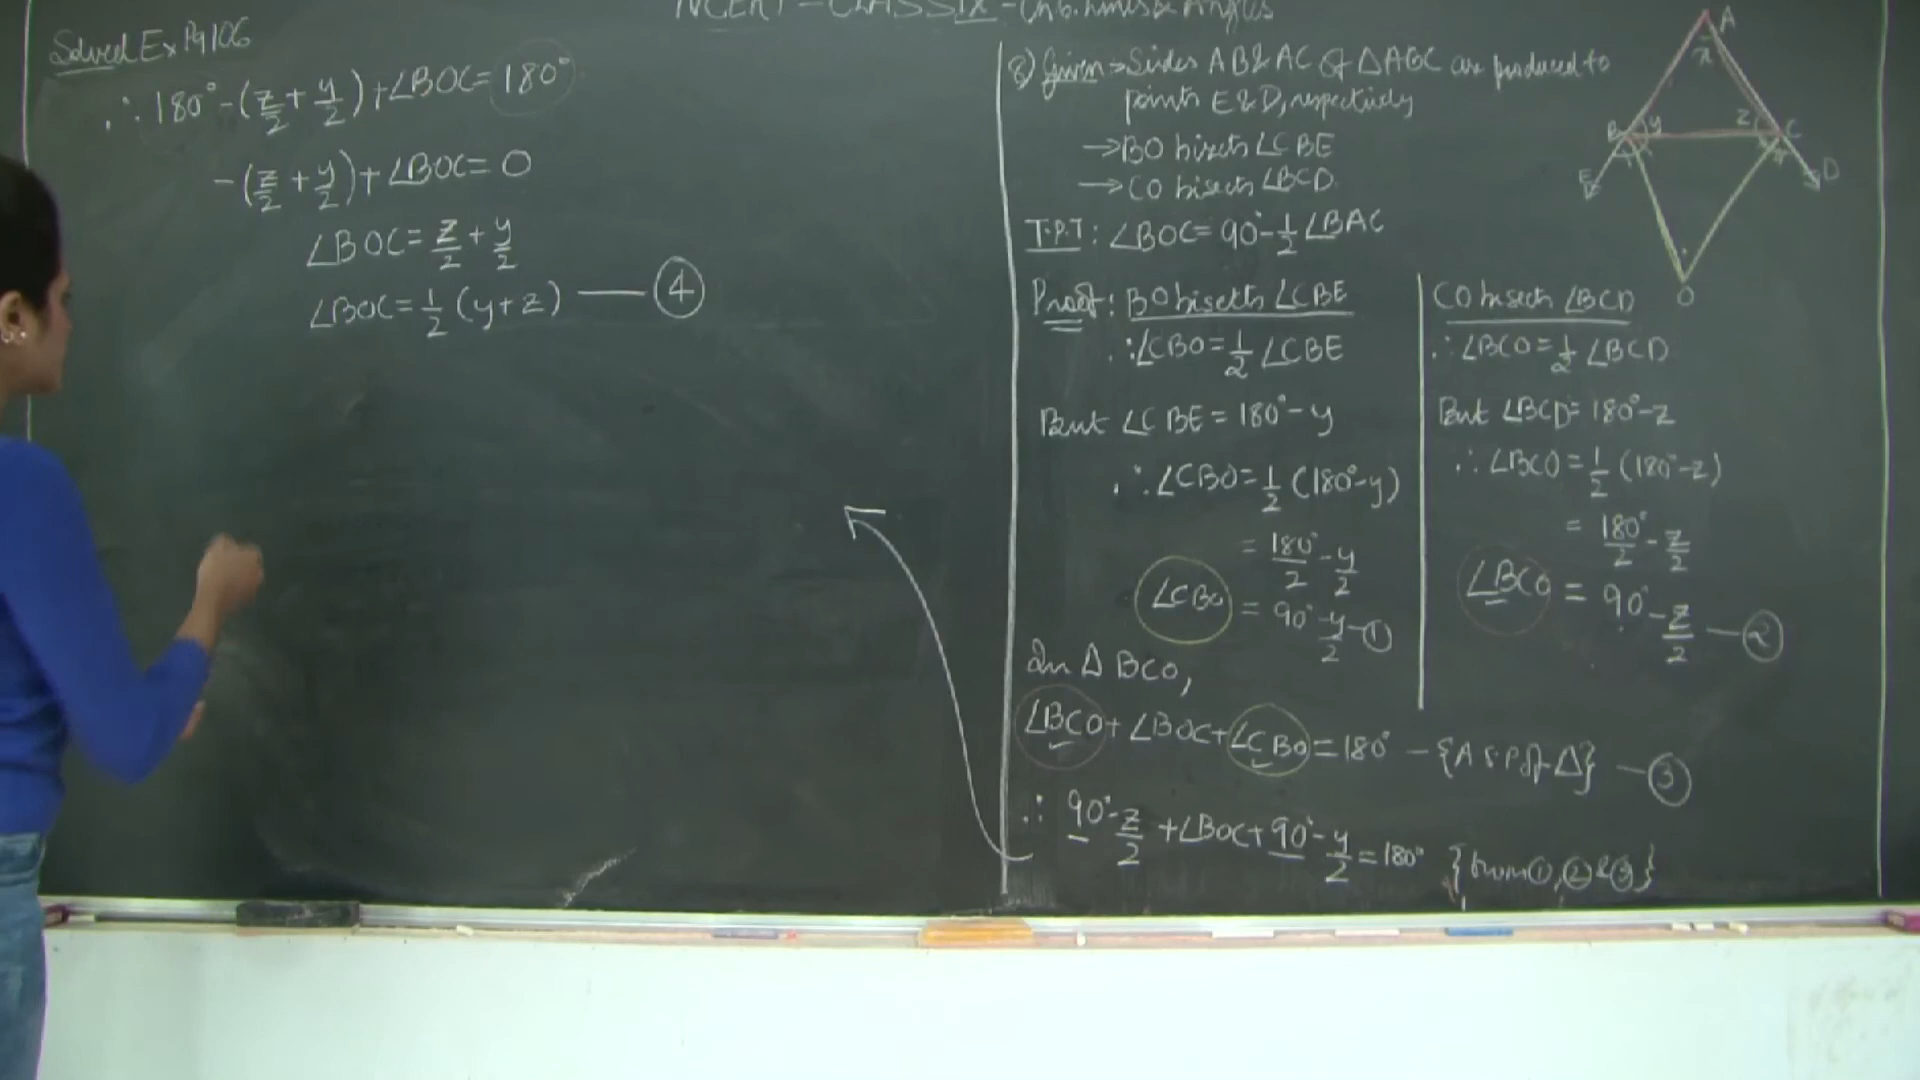 NCERT - CLASS IX - Ch 6: Lines & Angles
Solved Ex Pg 106
∴ 180° - (z/2 + y/2) + ∠BOC = 180°
- (z/2 + y/2) + ∠BOC = 0
∠BOC = z/2 + y/2
∠BOC = 1/2 (y + z) — ④
8) Given → Sides AB & AC of △ABC are produced to
points E & D, respectively
→ BO bisects ∠CBE
→ CO bisects ∠BCD.
T.P.T : ∠BOC = 90° - 1/2 ∠BAC
Proof : BO bisects ∠CBE
∴ ∠CBO = 1/2 ∠CBE
But ∠CBE = 180° - y
∴ ∠CBO = 1/2 (180° - y)
= 180°/2 - y/2
∠CBO = 90° - y/2 — ①
CO bisects ∠BCD
∴ ∠BCO = 1/2 ∠BCD
But ∠BCD = 180° - z
∴ ∠BCO = 1/2 (180° - z)
= 180°/2 - z/2
∠BCO = 90° - z/2 — ②
In △ BCO,
∠BCO + ∠BOC + ∠CBO = 180° - {A S P of △} — ③
∴ 90° - z/2 + ∠BOC + 90° - y/2 = 180° {from ①, ② & ③}
A
x
B y z C
E D
O